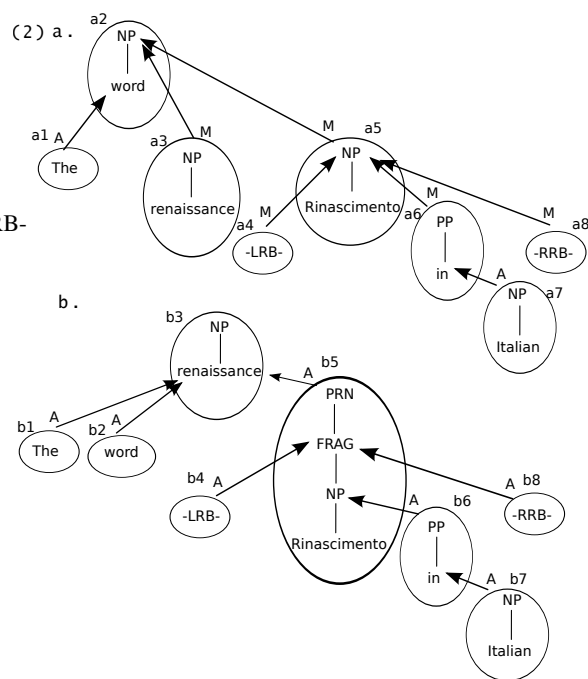 (2) a.
a2
NP
word
a1 A
The
M
a3
NP
renaissance
M a5
NP
Rinascimento
M
a4
-LRB-
M
a6
PP
in
M
a8
-RRB-
A
NP a7
Italian
RB-
b.
b3
NP
renaissance
A b5
PRN
FRAG
NP
Rinascimento
b1 A
The
b2 A
word
b4 A
-LRB-
A b6
PP
in
A b8
-RRB-
A b7
NP
Italian